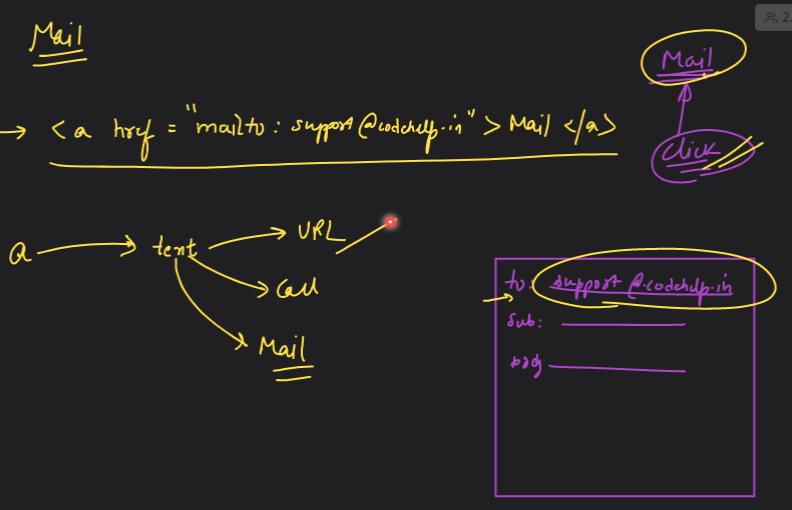 Mail
Mail
<a href = "mailto: support@codehelp.in" > Mail </a>
click
a
text
URL
Call
Mail
to: support@codehelp.in
sub:
body
2.